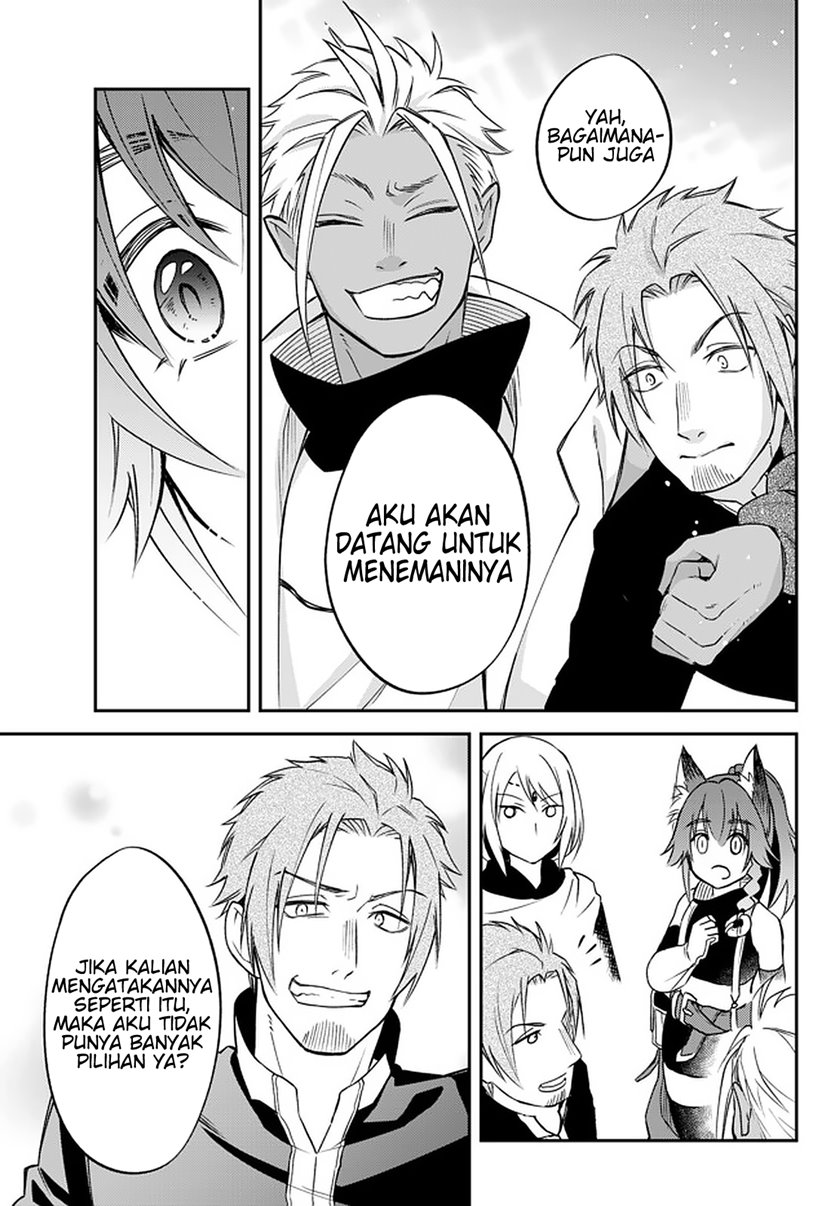 YAH,
BAGAIMANA-
PUN JUGA
AKU AKAN
DATANG UNTUK
MENEMANINYA
JIKA KALIAN
MENGATAKANNYA
SEPERTI ITU,
MAKA AKU TIDAK
PUNYA BANYAK
PILIHAN YA?